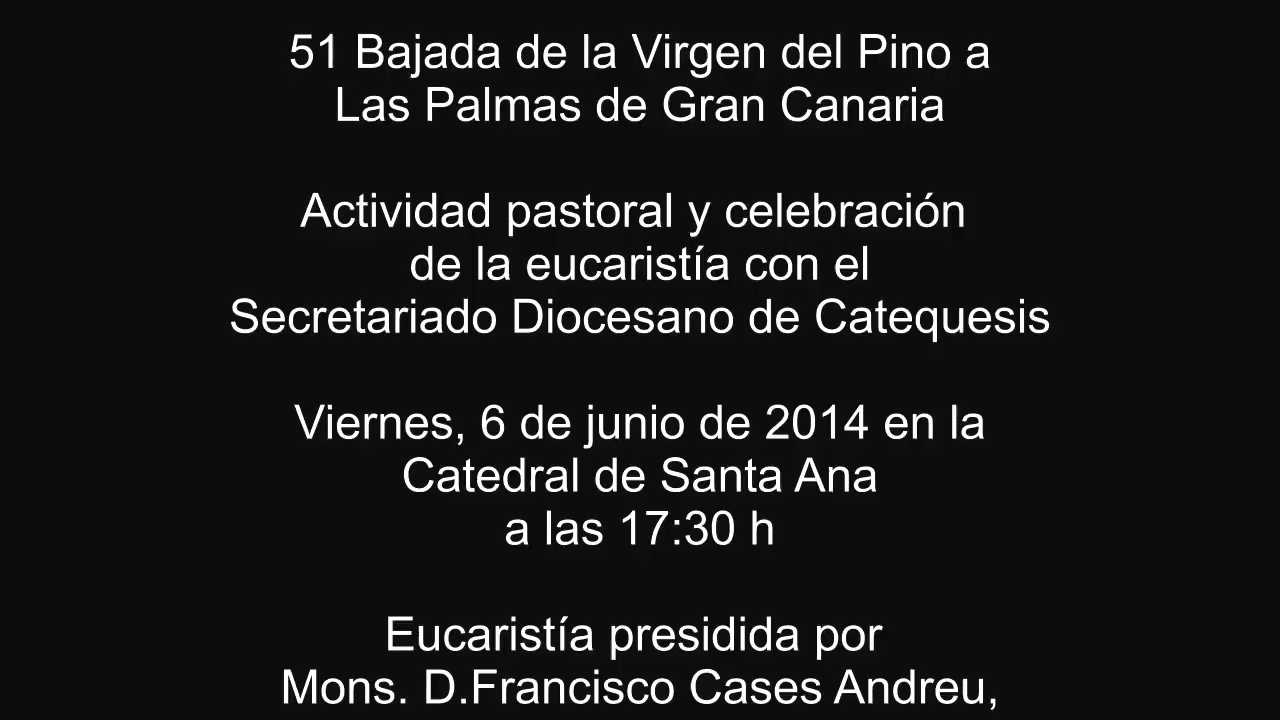 51 Bajada de la Virgen del Pino a
Las Palmas de Gran Canaria
Actividad pastoral y celebración
de la eucaristía con el
Secretariado Diocesano de Catequesis
Viernes, 6 de junio de 2014 en la
Catedral de Santa Ana
a las 17:30 h
Eucaristía presidida por
Mons. D.Francisco Cases Andreu,